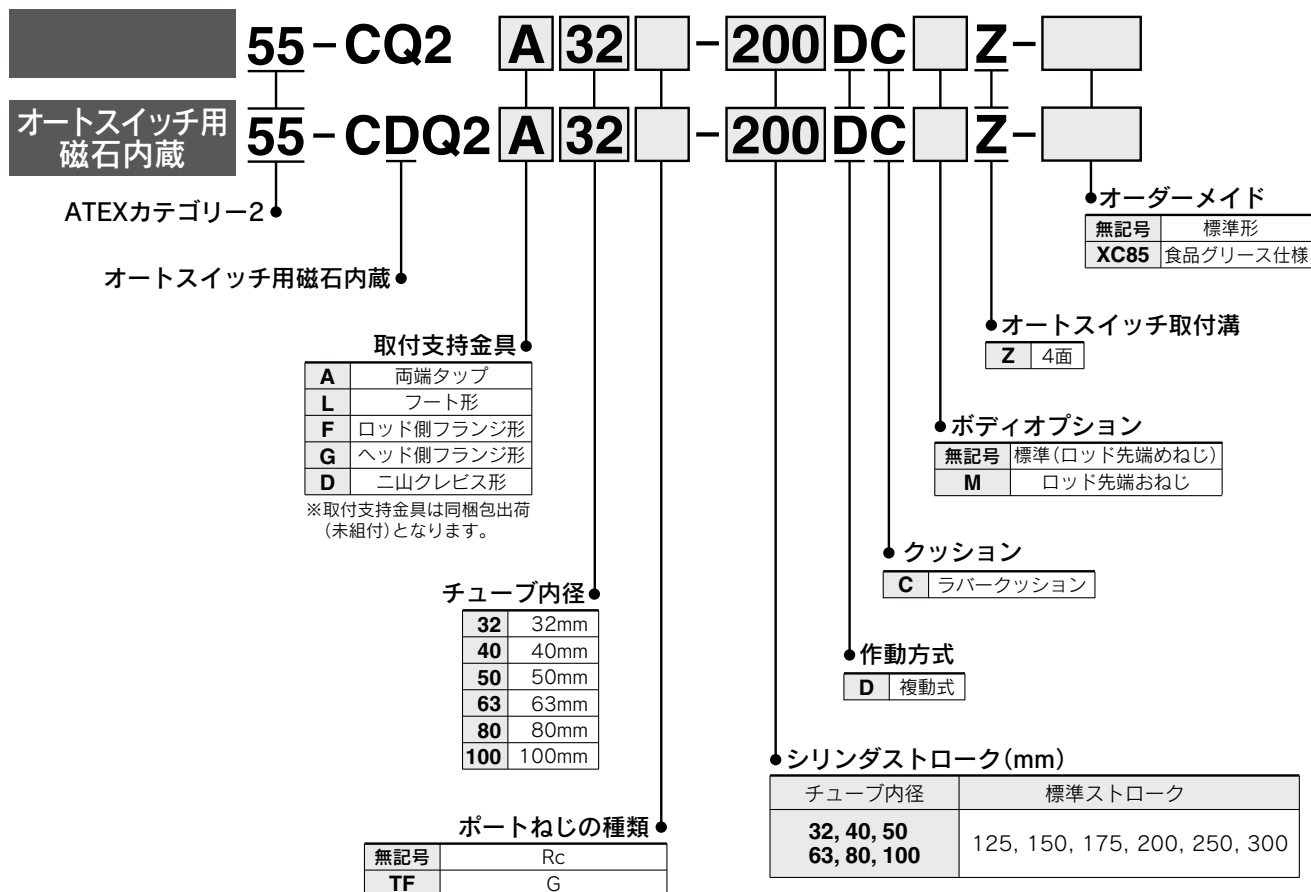 55-CQ2 A 32 -200 D C Z-
オートスイッチ用
磁石内蔵
55-CDQ2 A 32 -200 D C Z-
ATEXカテゴリー2
オートスイッチ用磁石内蔵
オーダーメイド
無記号 標準形
XC85 食品グリース仕様
オートスイッチ取付溝
Z 4面
取付支持金具
A 両端タップ
L フート形
F ロッド側フランジ形
G ヘッド側フランジ形
D 二山クレビス形
※取付支持金具は同梱包出荷
(未組付)となります。
ボディオプション
無記号 標準(ロッド先端めねじ)
M ロッド先端おねじ
クッション
C ラバークッション
チューブ内径
32 32mm
40 40mm
50 50mm
63 63mm
80 80mm
100 100mm
作動方式
D 複動式
シリンダストローク(mm)
チューブ内径 標準ストローク
32, 40, 50
63, 80, 100
125, 150, 175, 200, 250, 300
ポートねじの種類
無記号 Rc
TF G